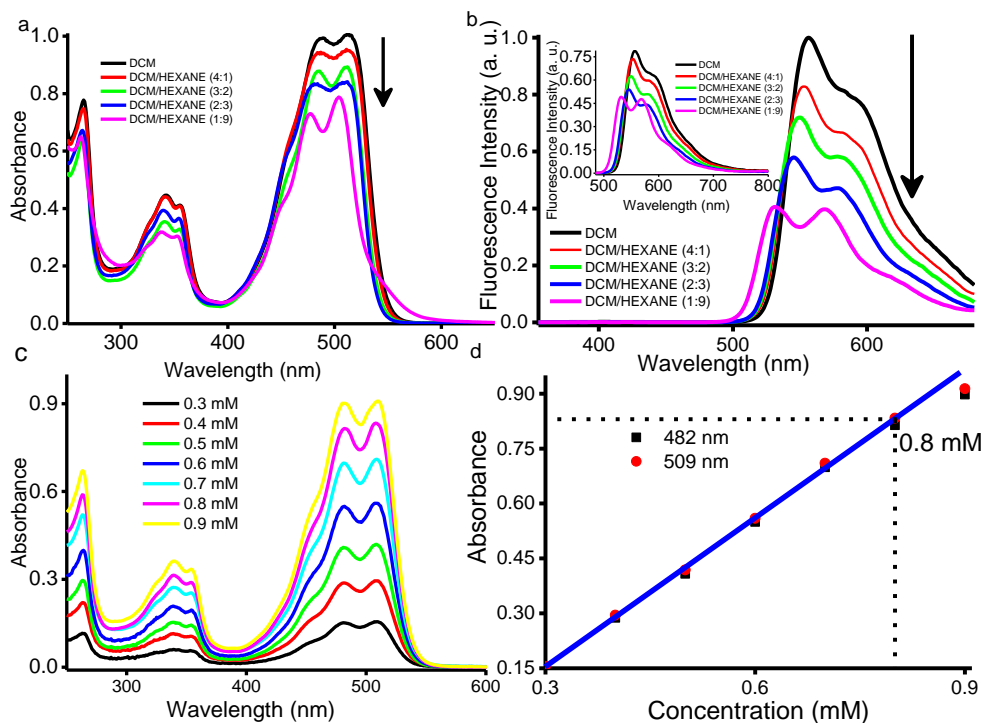 a
Absorbance
1.0
0.8
0.6
0.4
0.2
0.0
DCM
DCM/HEXANE (4:1)
DCM/HEXANE (3:2)
DCM/HEXANE (2:3)
DCM/HEXANE (1:9)
300 400 500 600
Wavelength (nm)
b
Fluorescence Intensity (a. u.)
1.0
0.8
0.6
0.4
0.2
0.0
Fluorescence Intensity (a. u.)
0.75
0.60
0.45
0.30
0.15
0.00
DCM
DCM/HEXANE (4:1)
DCM/HEXANE (3:2)
DCM/HEXANE (2:3)
DCM/HEXANE (1:9)
500 600 700 800
Wavelength (nm)
DCM
DCM/HEXANE (4:1)
DCM/HEXANE (3:2)
DCM/HEXANE (2:3)
DCM/HEXANE (1:9)
400 500 600
Wavelength (nm)
c
Absorbance
0.9
0.6
0.3
0.0
0.3 mM
0.4 mM
0.5 mM
0.6 mM
0.7 mM
0.8 mM
0.9 mM
300 400 500 600
Wavelength (nm)
d
Absorbance
0.90
0.75
0.60
0.45
0.30
0.15
482 nm
509 nm
0.8 mM
0.3 0.6 0.9
Concentration (mM)